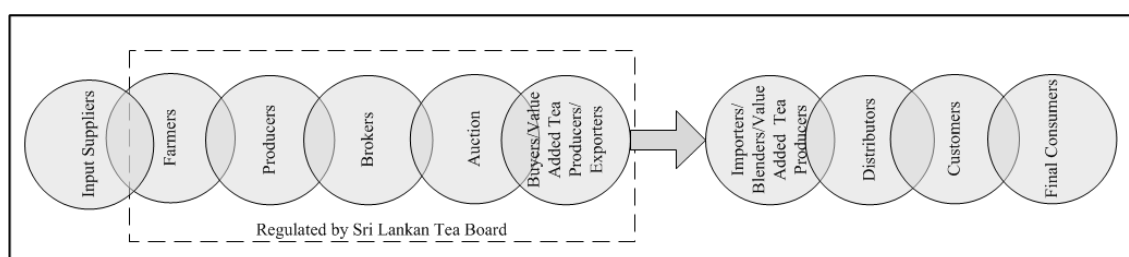 Input Suppliers
Farmers
Producers
Brokers
Auction
Buyers/Value
Added Tea
Producers/
Exporters
Importers/
Blenders/Value
Added Tea
Producers
Distributors
Customers
Final Consumers
Regulated by Sri Lankan Tea Board